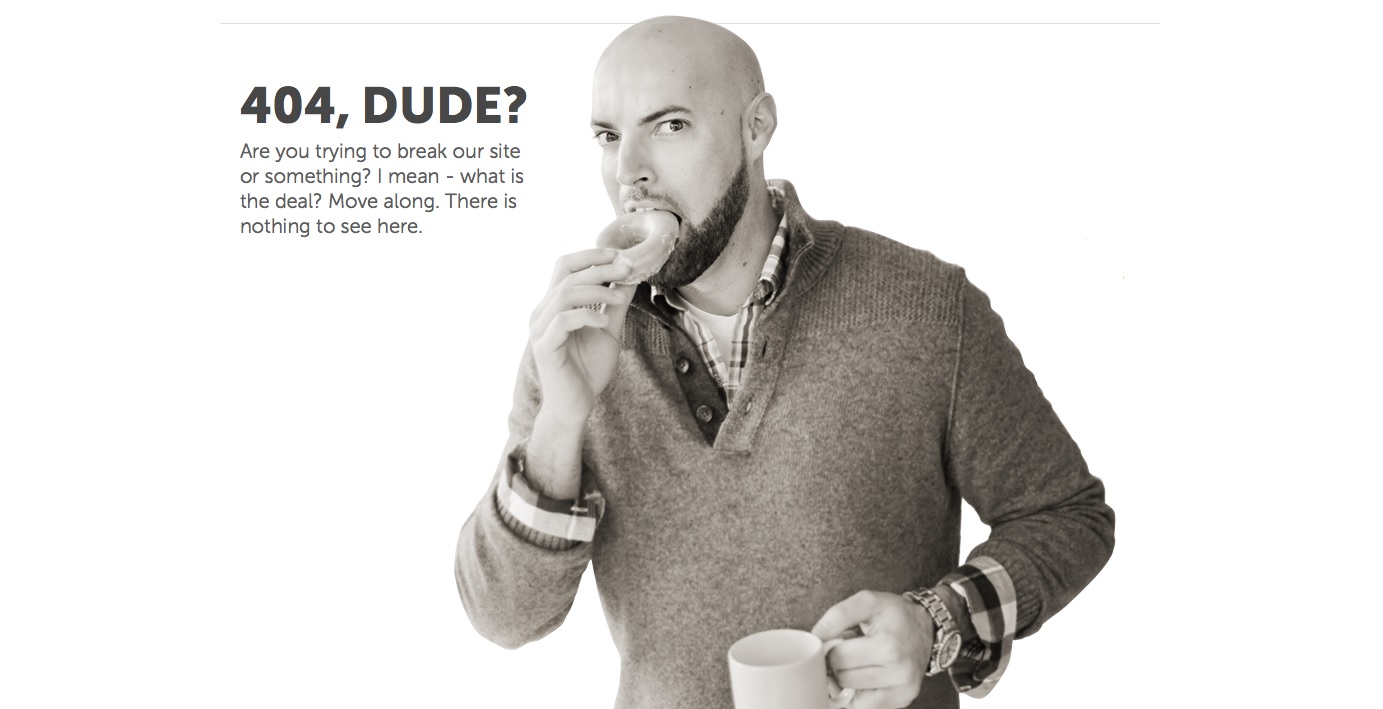 404, DUDE?
Are you trying to break our site
or something? I mean - what is
the deal? Move along. There is
nothing to see here.